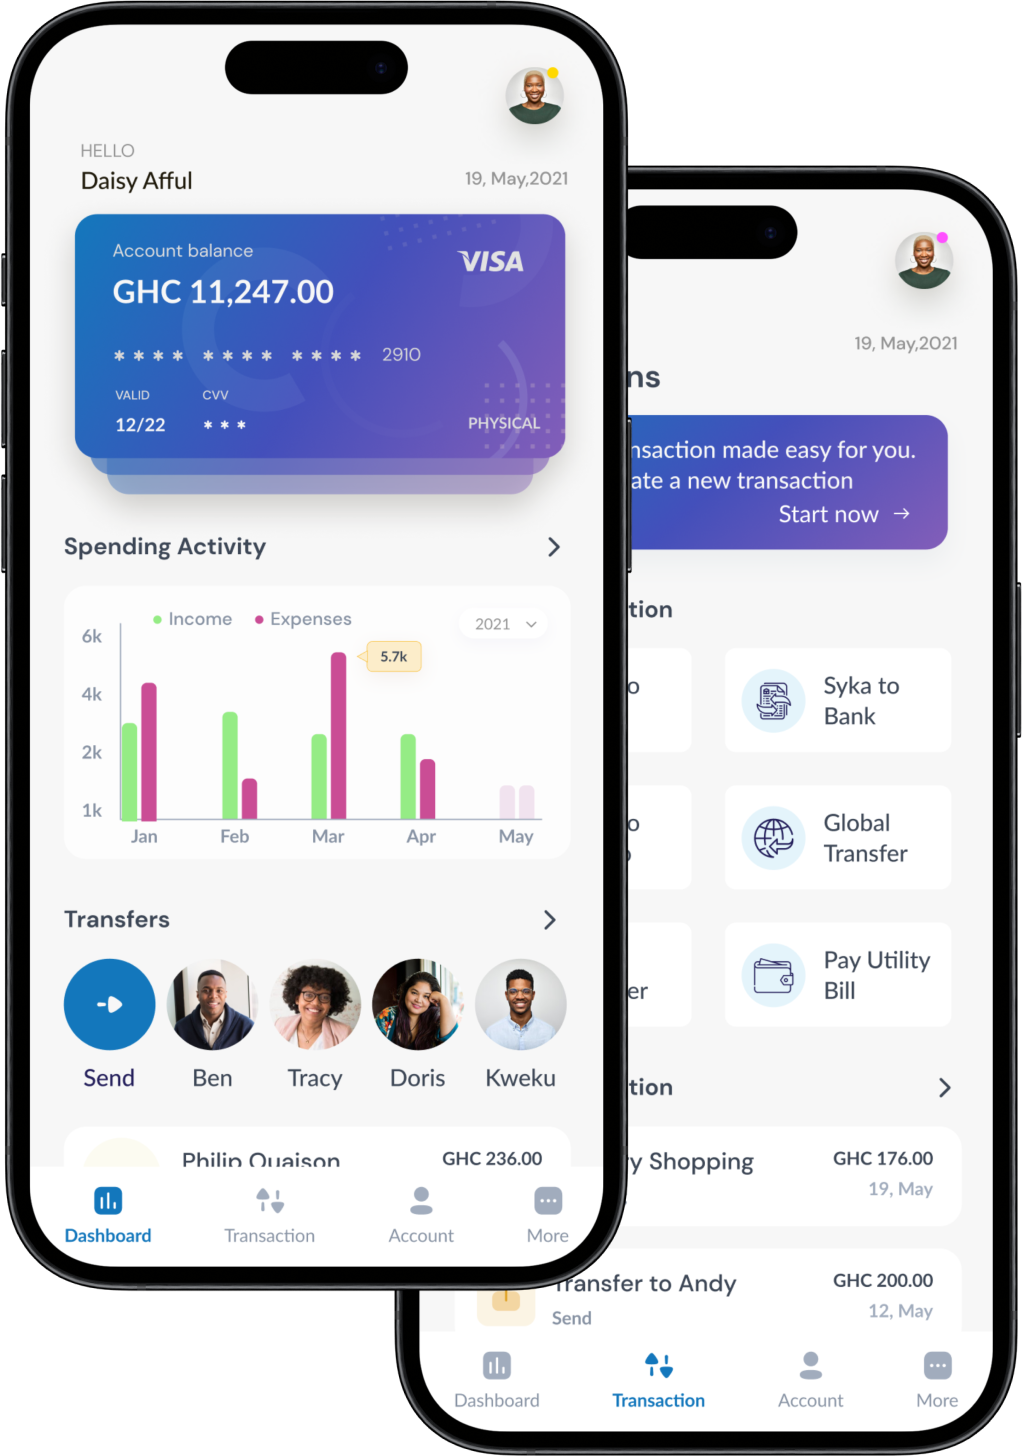 HELLO
Daisy Afful
19, May,2021
Account balance
VISA
GHC 11,247.00
**** **** **** 2910
VALID
CVV
12/22
***
PHYSICAL
Spending Activity
Income
Expenses
2021
6k
5.7k
4k
2k
1k
Jan
Feb
Mar
Apr
May
Transfers
Send
Ben
Tracy
Doris
Kweku
Philip Quaison
GHC 236.00
Dashboard
Transaction
Account
More
19, May,2021
ns
nsaction made easy for you.
ate a new transaction
Start now →
tion
o
Syka to
Bank
o
Global
Transfer
er
Pay Utility
Bill
tion
y Shopping
GHC 176.00
19, May
Transfer to Andy
GHC 200.00
Send
12, May
Dashboard
Transaction
Account
More